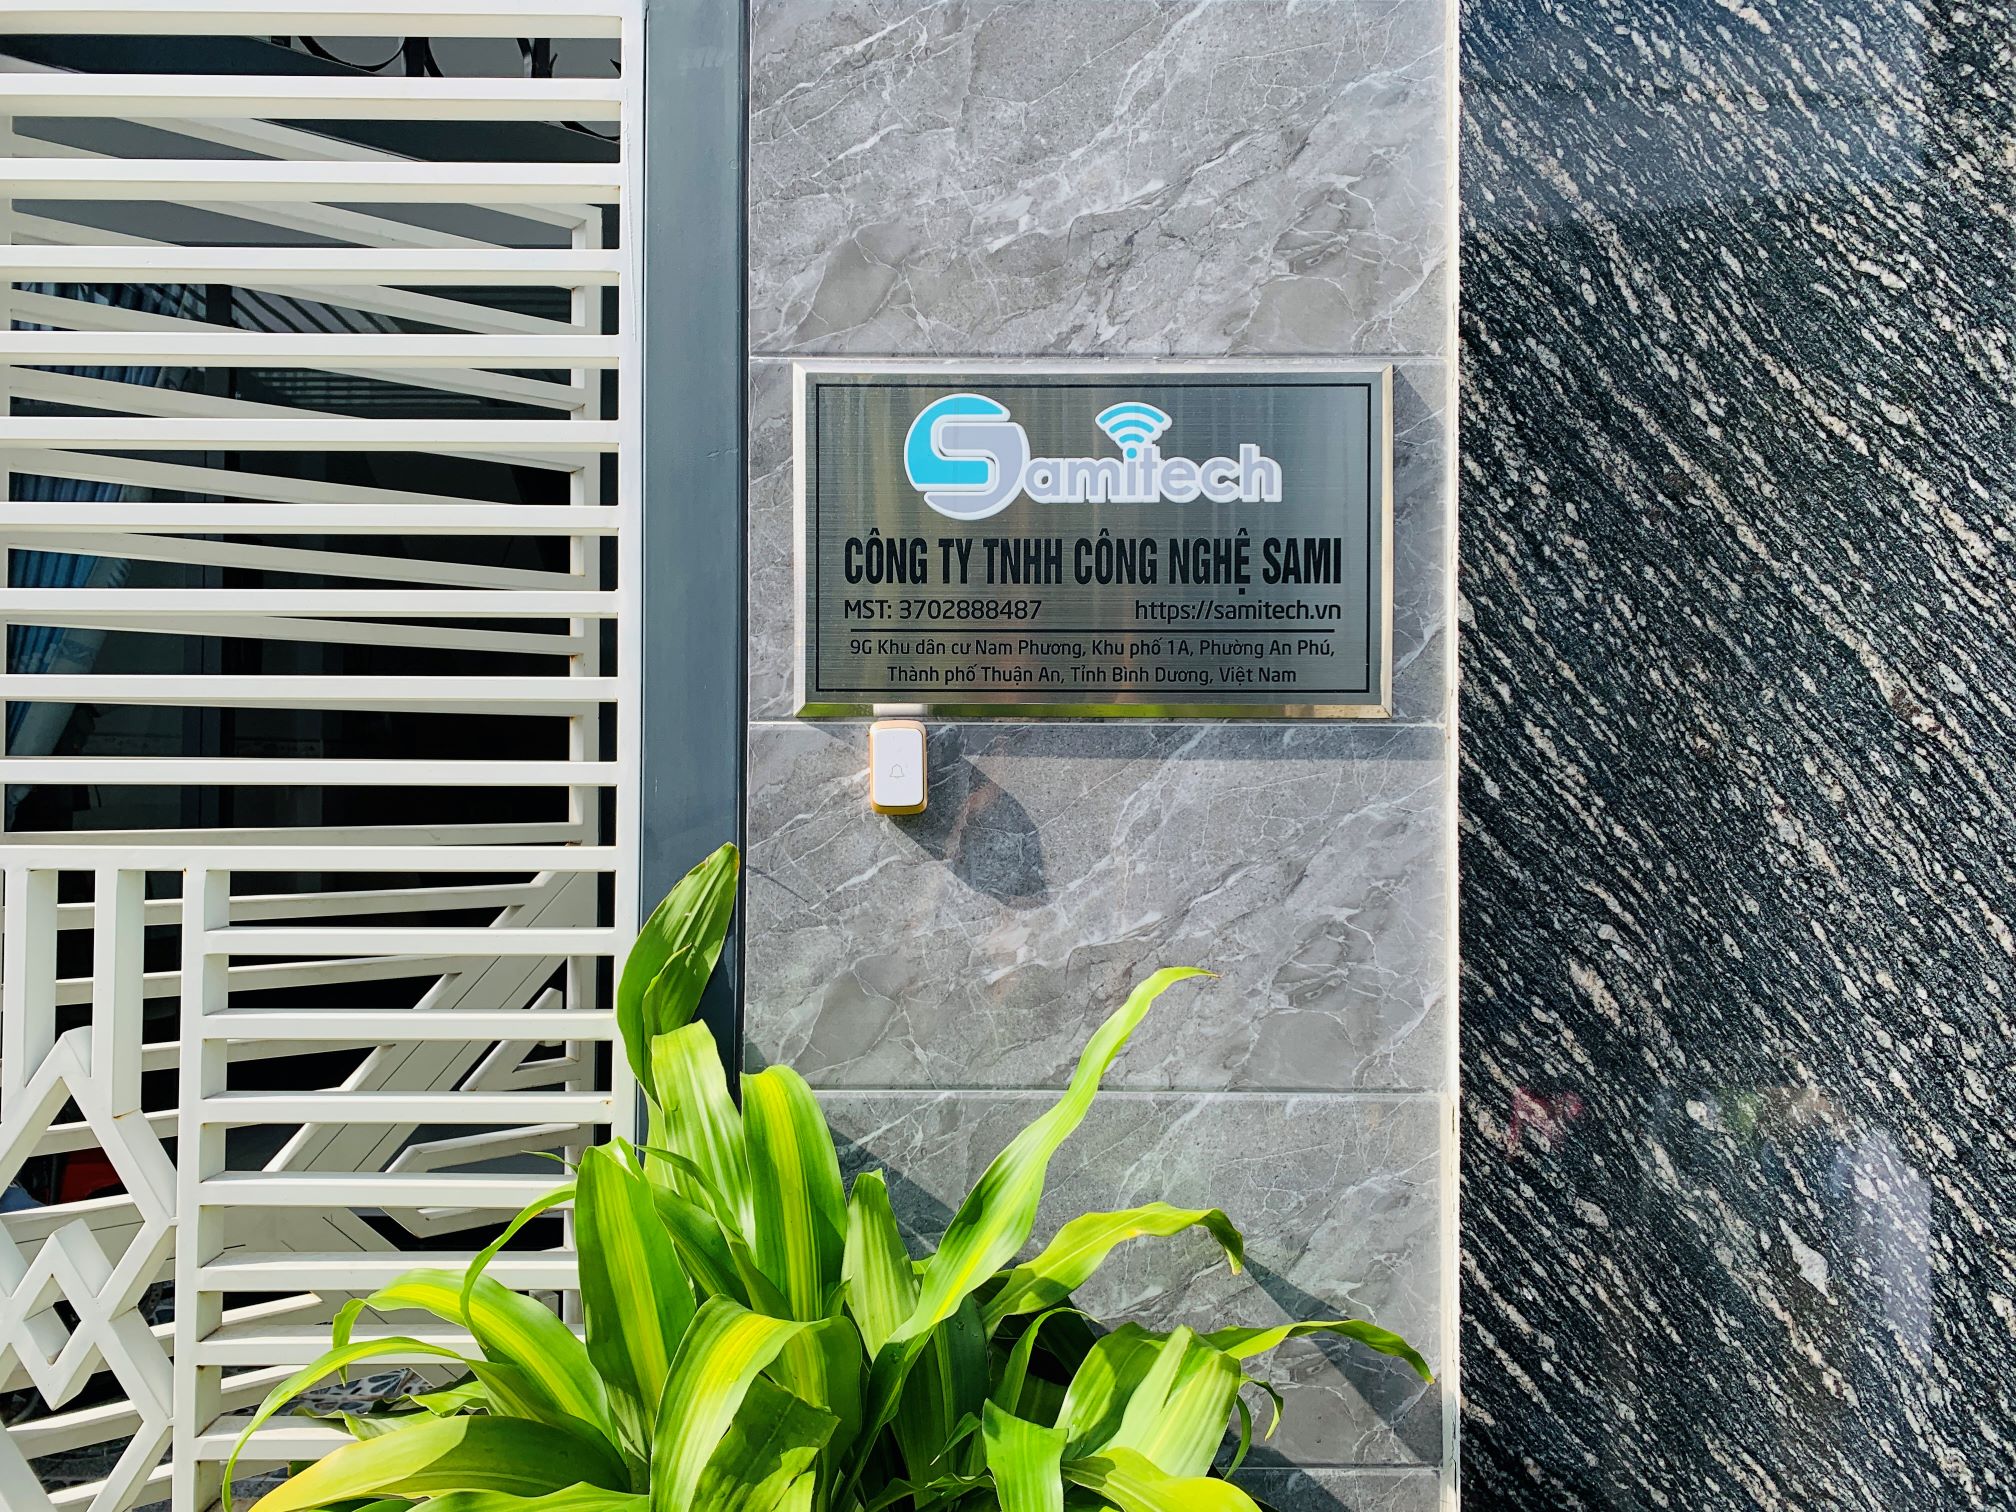 Samitech
CÔNG TY TNHH CÔNG NGHỆ SAMI
MST: 3702888487 https://samitech.vn
9G Khu dân cư Nam Phương, Khu phố 1A, Phường An Phú,
Thành phố Thuận An, Tỉnh Bình Dương, Việt Nam